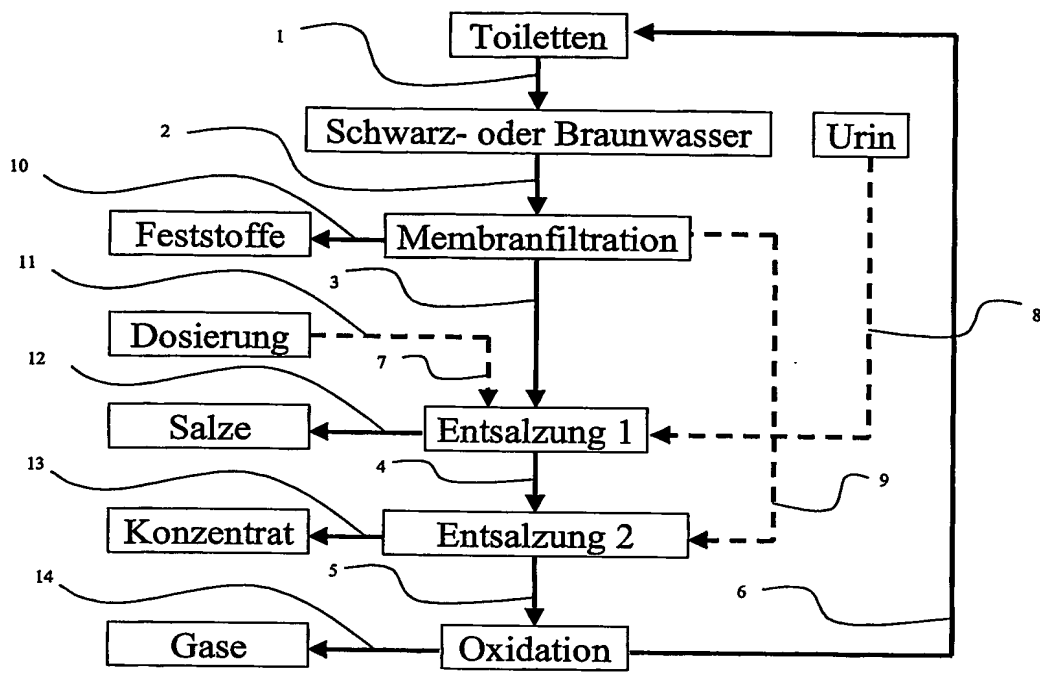 1
Toiletten
2
Schwarz- oder Braunwasser
Urin
10
Feststoffe
Membranfiltration
11
3
8
Dosierung
7
12
Salze
Entsalzung 1
13
4
9
Konzentrat
Entsalzung 2
14
5
6
Gase
Oxidation